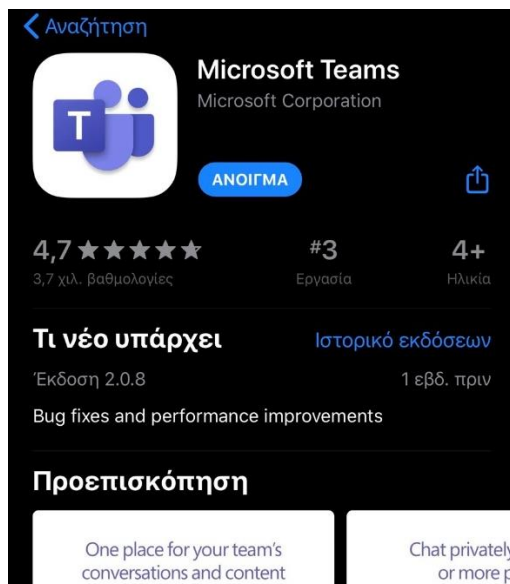 Αναζήτηση
Microsoft Teams
Microsoft Corporation
T
ΑΝΟΙΓΜΑ
4,7 #3 4+
3,7 χιλ. βαθμολογίες Εργασία Ηλικία
Τι νέο υπάρχει Ιστορικό εκδόσεων
Έκδοση 2.0.8 1 εβδ. πριν
Bug fixes and performance improvements
Προεπισκόπηση
One place for your team's Chat privately
conversations and content or more p